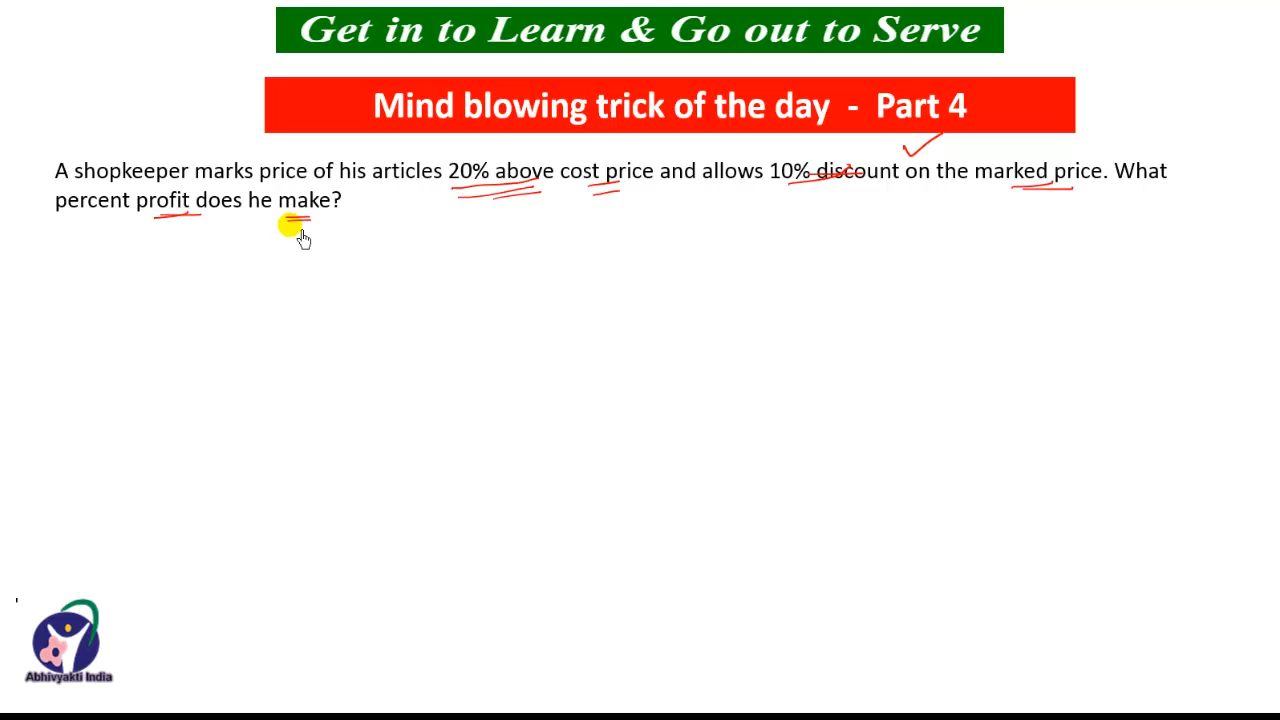 Get in to Learn & Go out to Serve
Mind blowing trick of the day - Part 4
A shopkeeper marks price of his articles 20% above cost price and allows 10% discount on the marked price. What
percent profit does he make?
Abhivyakti India